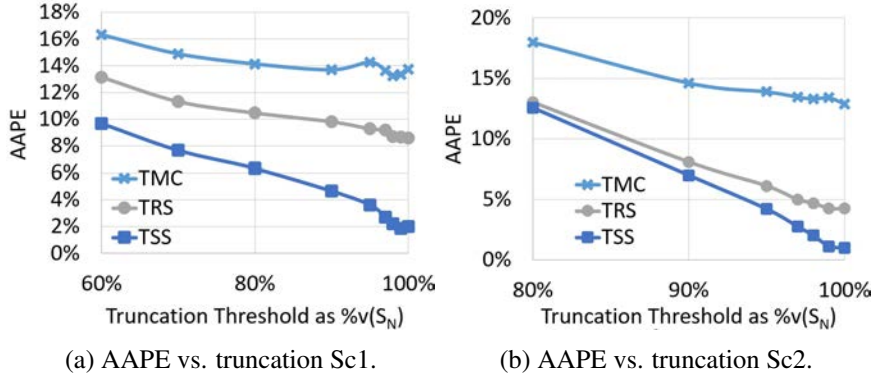 18%
16%
14%
12%
10%
8%
6%
4%
2%
0%
AAPE
TMC
TRS
TSS
60%
80%
100%
Truncation Threshold as %v(S_N)
(a) AAPE vs. truncation Sc1.
20%
15%
10%
5%
0%
AAPE
TMC
TRS
TSS
80%
90%
100%
Truncation Threshold as %v(S_N)
(b) AAPE vs. truncation Sc2.